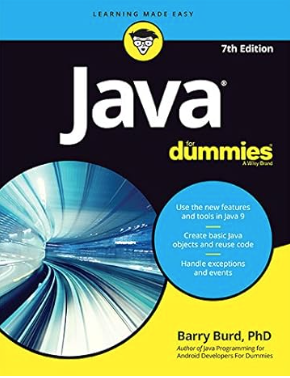 LEARNING MADE EASY
7th Edition
Java®
for
dummies
A Wiley Brand
Use the new features
and tools in Java 9
Create basic Java
objects and reuse code
Handle exceptions
and events
Barry Burd, PhD
Author of Java Programming for
Android Developers For Dummies